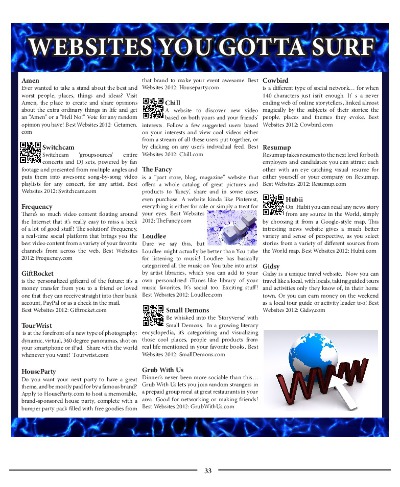 WEBSITES YOU GOTTA SURF
Amen
Ever wanted to take a stand about the best and
worst people, places, things and ideas? Visit
Amen, the place to create and share opinions
about the extra ordinary things in life and get
an "Amen" or a "Hell No!" Vote for any random
opinion you have! Best Websites 2012: Getamen.
com
Switchcam
Switchcam 'groupsources' entire
concerts and DJ sets, powered by fan
footage and presented from multiple angles and
puts them into awesome song-by-song video
playlists for any concert, for any artist. Best
Websites 2012: Switchcam.com
Frequency
There's so much video content floating around
the Internet that it's really easy to miss a heck
of a lot of good stuff! The solution? Frequency,
a real-time social platform that brings you the
best video content from a variety of your favorite
channels from across the web. Best Websites
2012: Frequency.com
GiftRocket
is the personalized giftcard of the future; it's a
money transfer from you to a friend or loved
one that they can receive straight into their bank
account, PayPal or as a check in the mail.
Best Websites 2012: Giftrocket.com
TourWrist
is at the forefront of a new type of photography:
dynamic, virtual, 360 degree panoramas, shot on
your smartphone or iPad. Share with the world
whenever you want! Tourwrist.com
HouseParty
Do you want your next party to have a great
theme, and be mostly paid for by a famous brand?
Apply to HouseParty.com to host a memorable,
brand-sponsored house party, complete with a
bumper party pack filled with free goodies from
that brand to make your event awesome. Best
Websites 2012: Houseparty.com
Chill
A website to discover new video
based on both yours and your friends'
interests. Follow a few suggested users based
on your interests and view cool videos either
from a stream of all these users put together, or
by clicking on any user's individual feed. Best
Websites 2012: Chill.com
The Fancy
is a "part store, blog, magazine" website that
offers a whole catalog of great pictures and
products to 'fancy', share and in some cases
even purchase. A website kinda like Pinterest,
everything is either for sale or simply a treat for
your eyes. Best Websites
2012: TheFancy.com
Loudlee
Dare we say this, but
Loudlee might actually be better than You tube
for listening to music! Loudlee has basically
categorized all the music on You tube into artist
by artist libraries, which you can add to your
own personalized iTunes like library of your
music favorites. It's social too. Exciting stuff!
Best Websites 2012: Loudlee.com
Small Demons
Be whisked into the 'Storyverse' with
Small Demons. In a growing literary
encyclopedia, it's categorizing and visualizing
those cool places, people and products from
real life mentioned in your favorite books. Best
Websites 2012: SmallDemons.com
Grub With Us
Dinner's never been more sociable than this...
Grub With Us lets you join random strangers in
a prepaid group meal at great restaurants in your
area. Good for networking or making friends!
Best Websites 2012: GrubWithUs.com
Cowbird
Is a different type of social network... for when
140 characters just isn't enough. It's a never
ending web of online storytellers, linked almost
magically by the subjects of their stories; the
people, places and themes they evoke. Best
Websites 2012: Cowbird.com
Resumup
Resumup takes resumes to the next level for both
employers and candidates; you can attract each
other with an eye catching visual resume for
either yourself or your company on Resumup.
Best Websites 2012: Resumup.com
Hubii
On Hubii you can read any news story
from any source in the World, simply
by choosing it from a Google-style map. This
interesting news website gives a much better
variety and sense of perspective, as you select
stories from a variety of different sources from
the World map. Best Websites 2012: Hubii.com
Gidsy
Gidsy is a unique travel website. Now you can
travel like a local, with locals, taking guided tours
and activities only they know of, in their home
town. Or you can earn money on the weekend
as a local tour guide or activity leader too! Best
Websites 2012: Gidsy.com
WWW
33